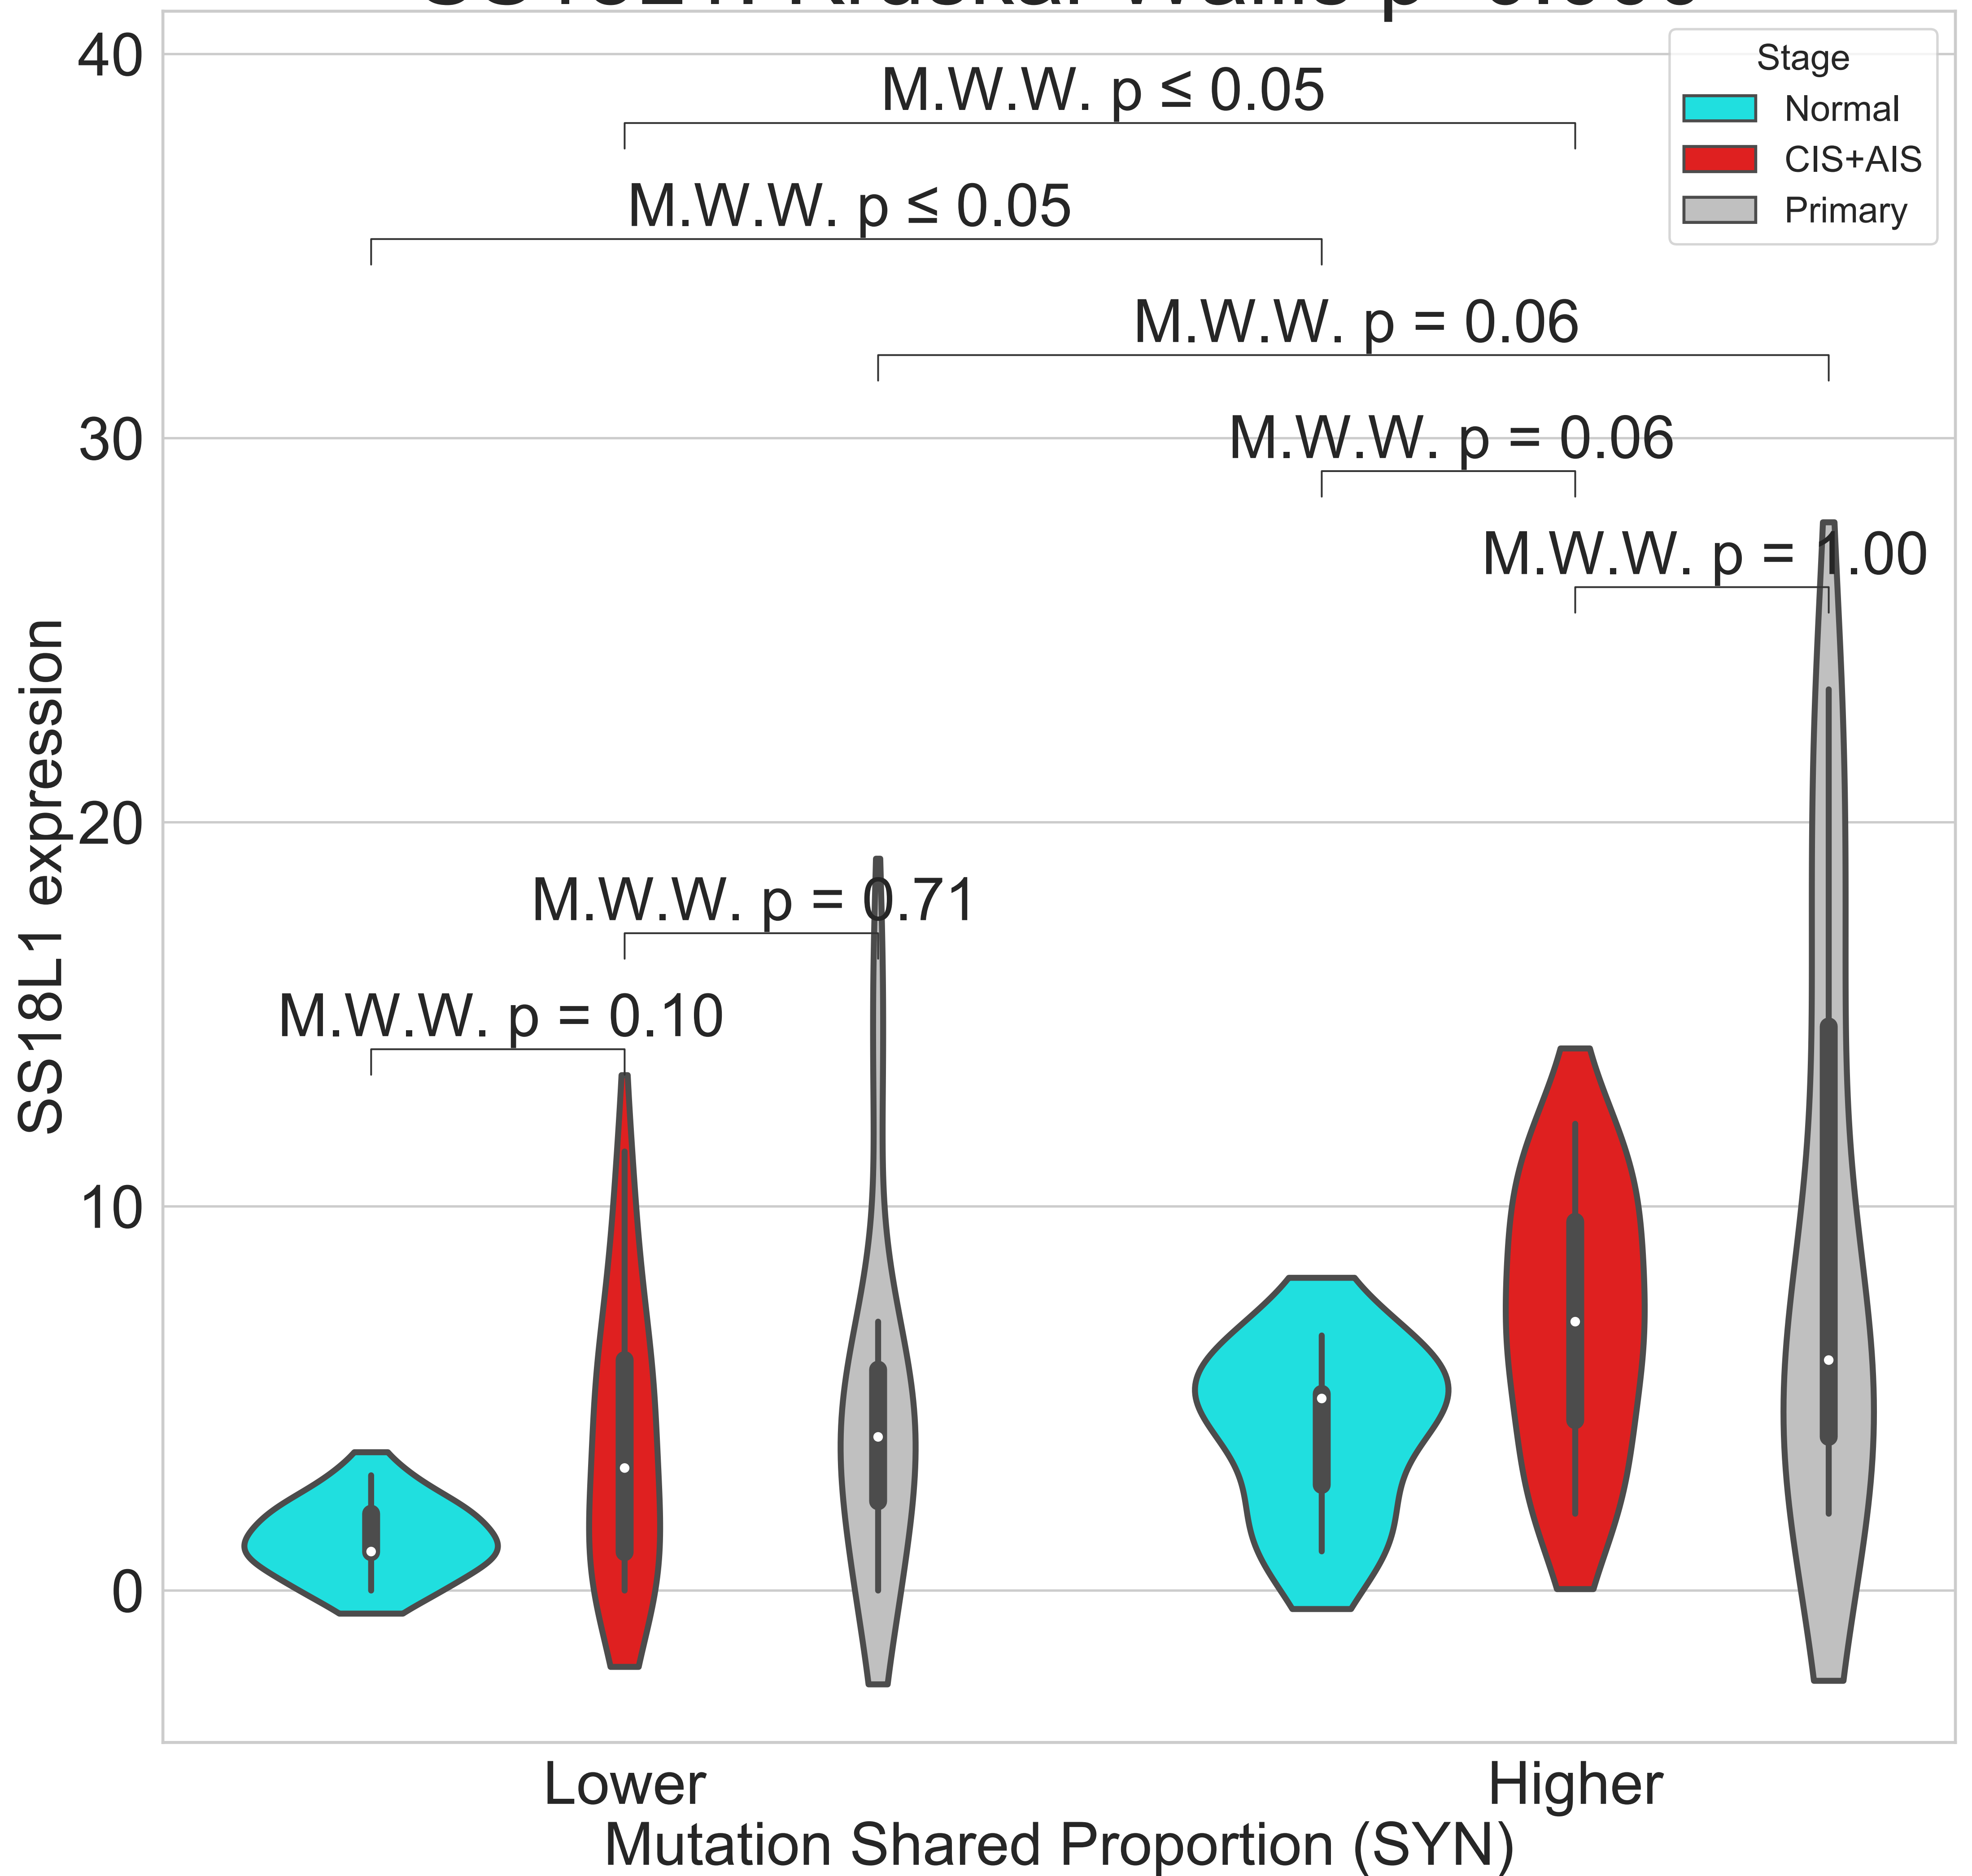 40
M.W.W. p ≤ 0.05
Stage
Normal
CIS+AIS
Primary
M.W.W. p ≤ 0.05
M.W.W. p = 0.06
30
M.W.W. p = 0.06
M.W.W. p = 1.00
20
M.W.W. p = 0.71
M.W.W. p = 0.10
10
0
SS18L1 expression
Lower
Higher
Mutation Shared Proportion (SYN)